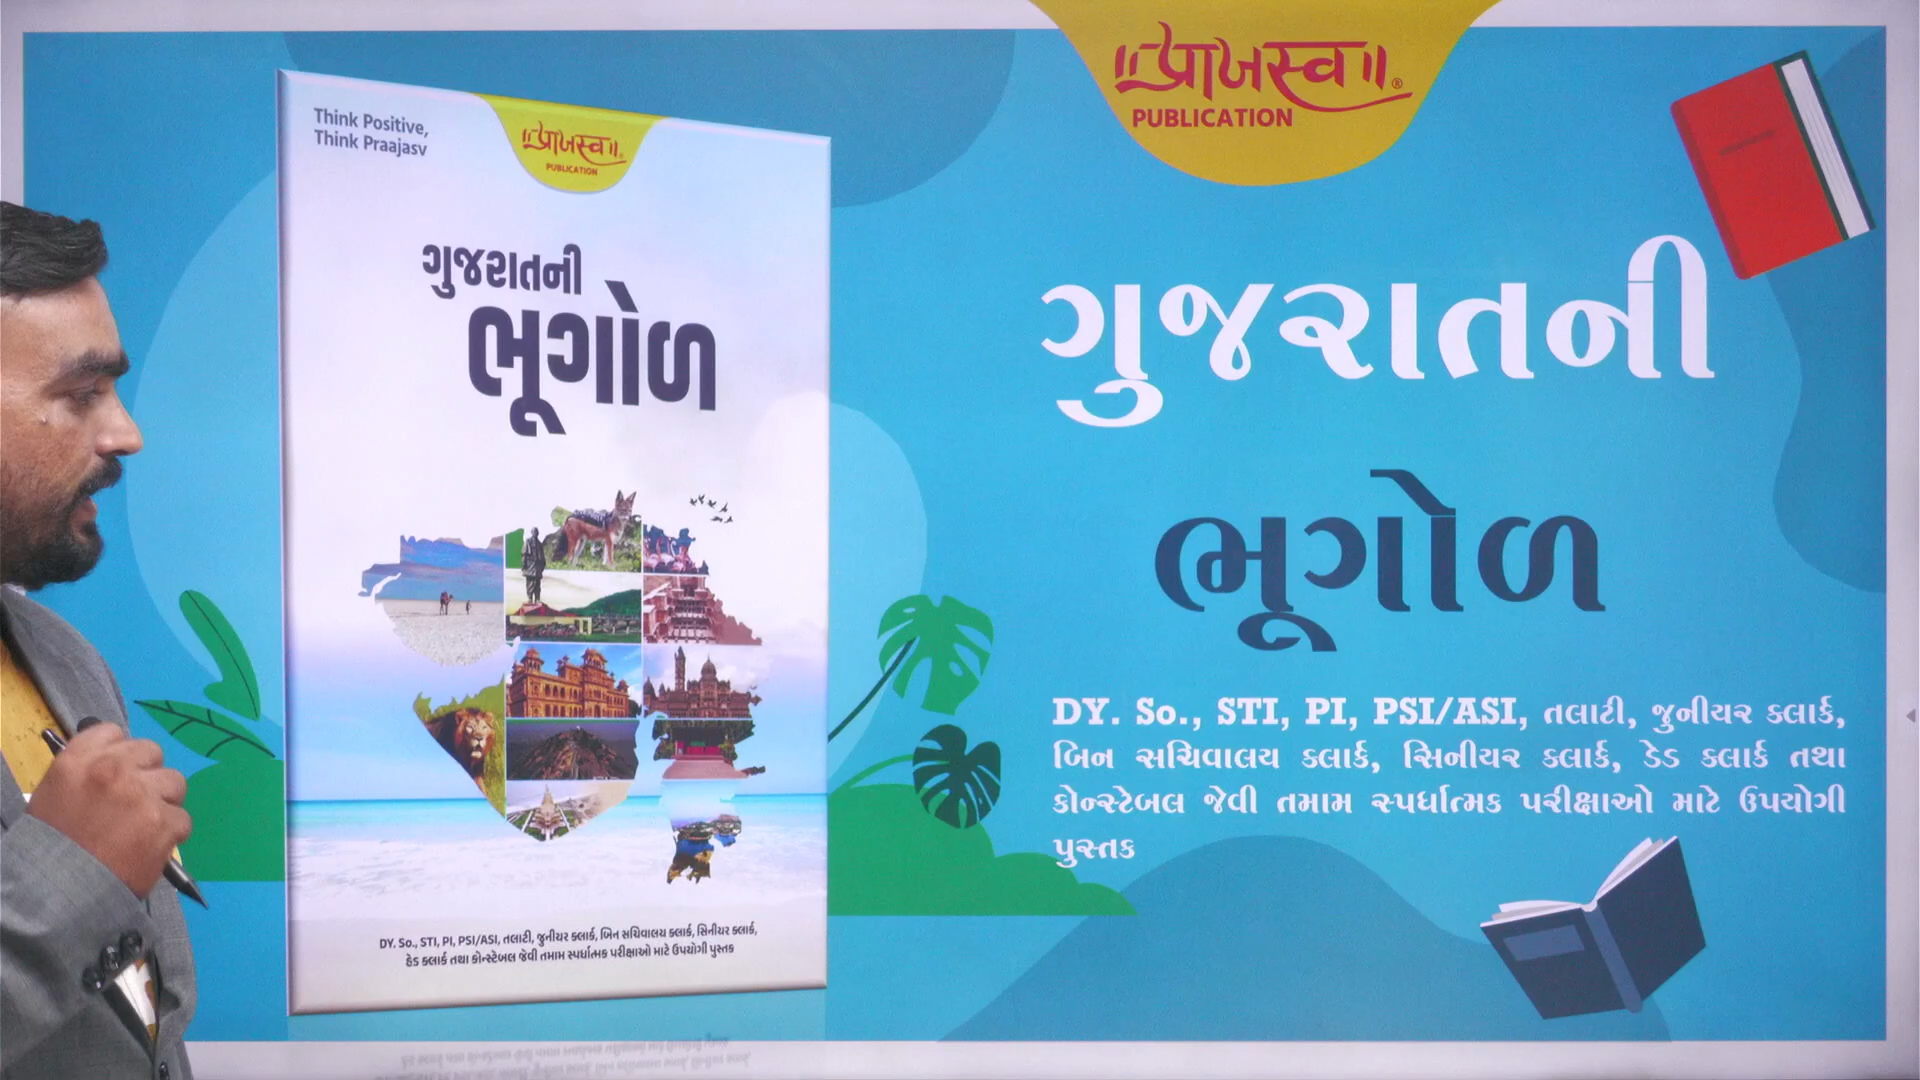 Think Positive,
Think Praajasv
॥પ્રાજસ્વ॥®
PUBLICATION
ગુજરાતની
ભૂગોળ
DY. So., STI, PI, PSI/ASI, તલાટી, જુનીયર ક્લાર્ક, બિન સચિવાલય ક્લાર્ક, સિનીયર ક્લાર્ક,
હેડ ક્લાર્ક તથા કોન્સ્ટેબલ જેવી તમામ સ્પર્ધાત્મક પરીક્ષાઓ માટે ઉપયોગી પુસ્તક
॥પ્રાજસ્વ॥®
PUBLICATION
ગુજરાતની
ભૂગોળ
DY. So., STI, PI, PSI/ASI, તલાટી, જુનીયર ક્લાર્ક,
બિન સચિવાલય ક્લાર્ક, સિનીયર ક્લાર્ક, હેડ ક્લાર્ક તથા
કોન્સ્ટેબલ જેવી તમામ સ્પર્ધાત્મક પરીક્ષાઓ માટે ઉપયોગી
પુસ્તક